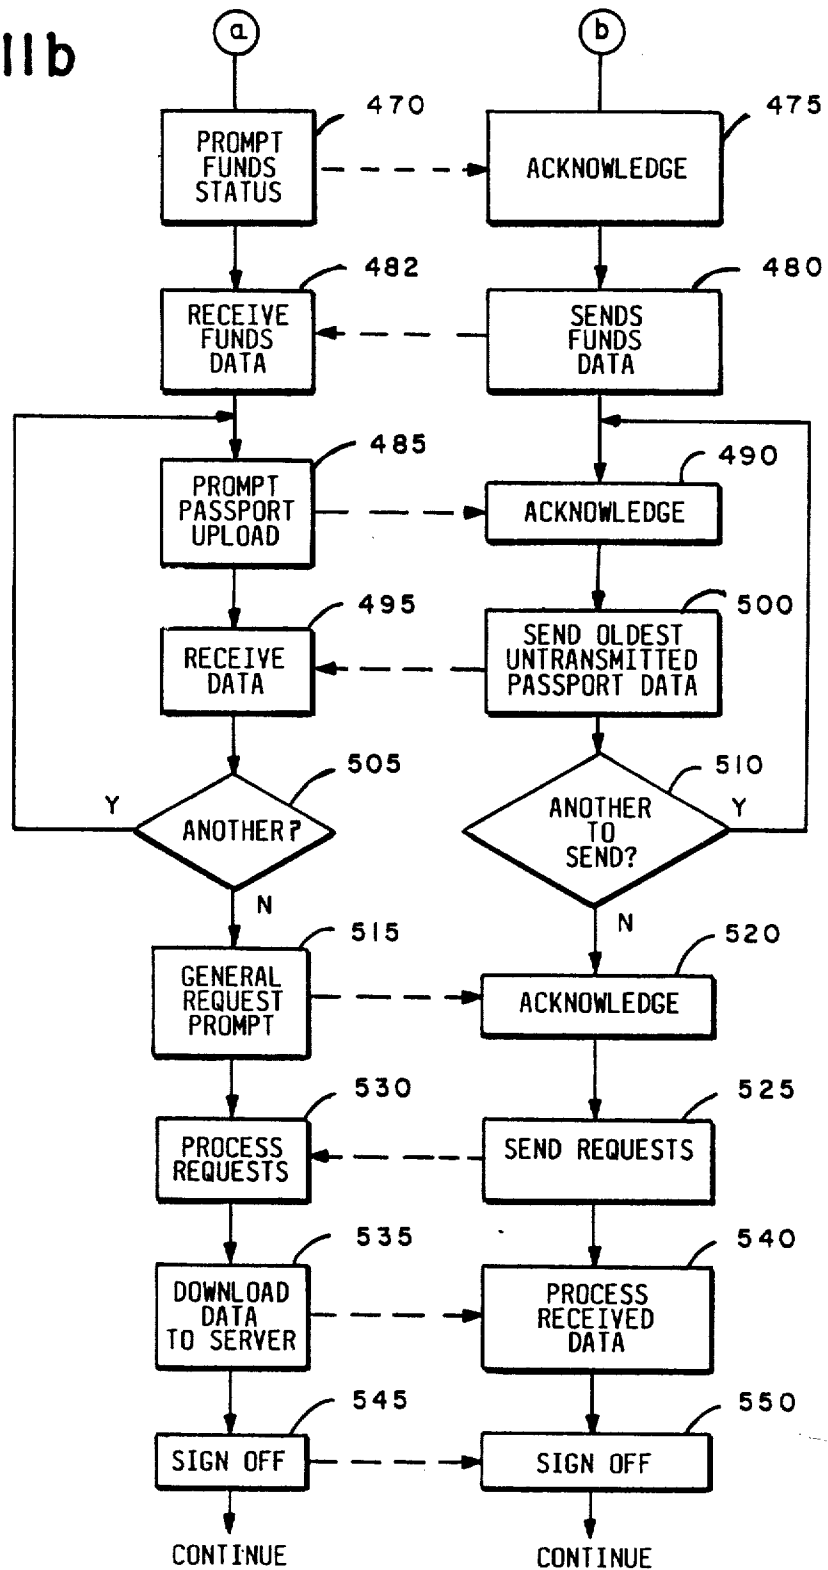 11b
a
b
470
475
PROMPT
FUNDS
STATUS
ACKNOWLEDGE
482
480
RECEIVE
FUNDS
DATA
SENDS
FUNDS
DATA
485
490
PROMPT
PASSPORT
UPLOAD
ACKNOWLEDGE
495
500
RECEIVE
DATA
SEND OLDEST
UNTRANSMITTED
PASSPORT DATA
505
510
Y
ANOTHER?
ANOTHER
TO
SEND?
Y
N
N
515
520
GENERAL
REQUEST
PROMPT
ACKNOWLEDGE
530
525
PROCESS
REQUESTS
SEND REQUESTS
535
540
DOWNLOAD
DATA
TO SERVER
PROCESS
RECEIVED
DATA
545
550
SIGN OFF
SIGN OFF
CONTINUE
CONTINUE